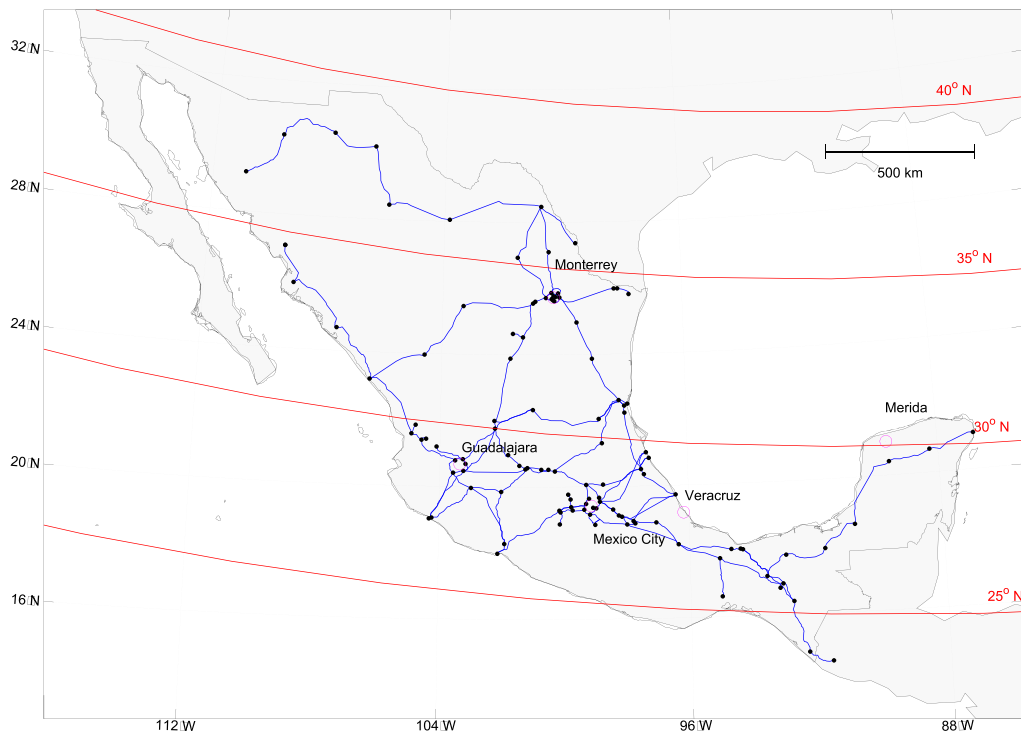 32°N
40° N
500 km
28°N
35° N
Monterrey
24°N
Merida
30° N
Guadalajara
20°N
Veracruz
Mexico City
25° N
16°N
112°W
104°W
96°W
88°W